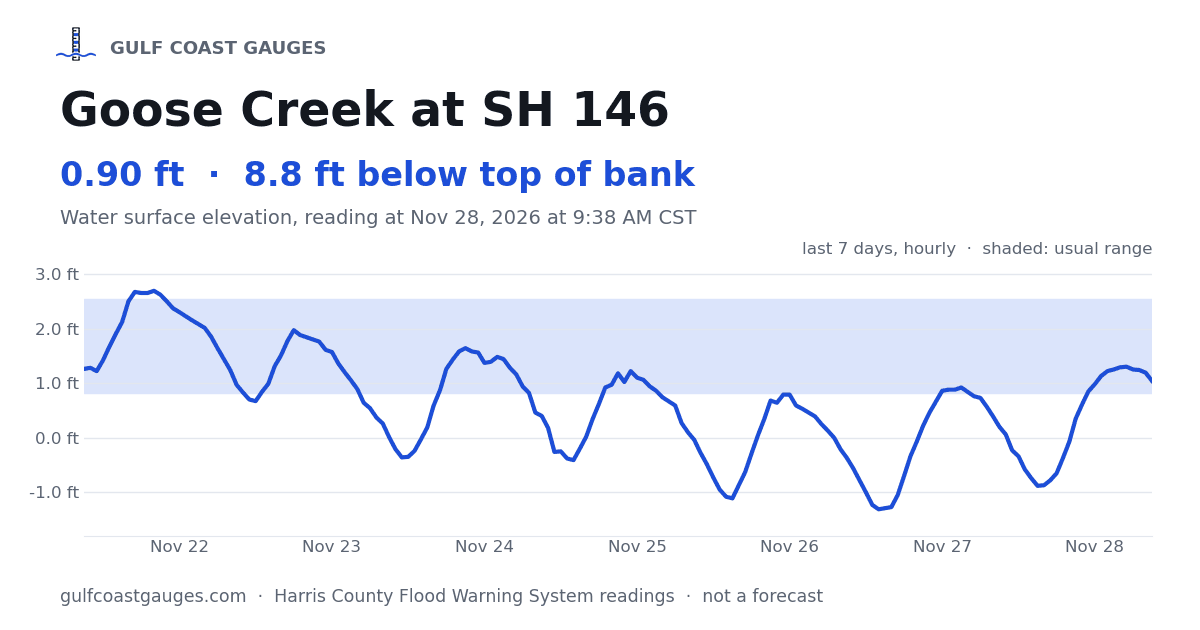 GULF COAST GAUGES
Goose Creek at SH 146
0.90 ft · 8.8 ft below top of bank
Water surface elevation, reading at Nov 28, 2026 at 9:38 AM CST
last 7 days, hourly · shaded: usual range
3.0 ft
2.0 ft
1.0 ft
0.0 ft
-1.0 ft
Nov 22 Nov 23 Nov 24 Nov 25 Nov 26 Nov 27 Nov 28
gulfcoastgauges.com · Harris County Flood Warning System readings · not a forecast